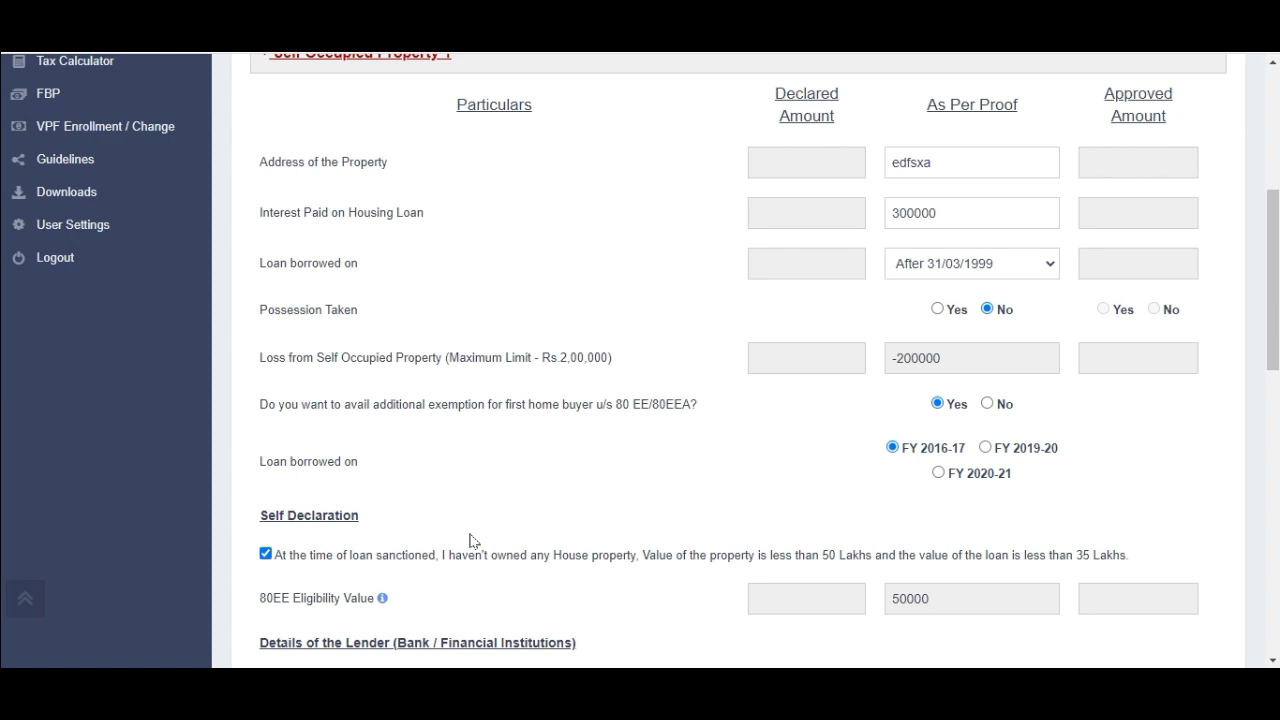 Tax Calculator
FBP
VPF Enrollment / Change
Guidelines
Downloads
User Settings
Logout
Self Occupied Property 1
Particulars
Declared Amount
As Per Proof
Approved Amount
Address of the Property
edfsxa
Interest Paid on Housing Loan
300000
Loan borrowed on
After 31/03/1999
Possession Taken
Yes No
Yes No
Loss from Self Occupied Property (Maximum Limit - Rs.2,00,000)
-200000
Do you want to avail additional exemption for first home buyer u/s 80 EE/80EEA?
Yes No
Loan borrowed on
FY 2016-17 FY 2019-20
FY 2020-21
Self Declaration
At the time of loan sanctioned, I haven't owned any House property, Value of the property is less than 50 Lakhs and the value of the loan is less than 35 Lakhs.
80EE Eligibility Value
50000
Details of the Lender (Bank / Financial Institutions)